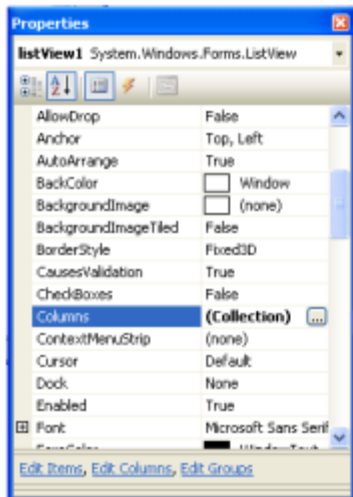 Properties
listView1 System.Windows.Forms.ListView
AllowDrop False
Anchor Top, Left
AutoArrange True
BackColor Window
BackgroundImage (none)
BackgroundImageTiled False
BorderStyle Fixed3D
CausesValidation True
CheckBoxes False
Columns (Collection) ...
ContextMenuStrip (none)
Cursor Default
Dock None
Enabled True
Font Microsoft Sans Serif
ForeColor WindowText
Edit Items, Edit Columns, Edit Groups